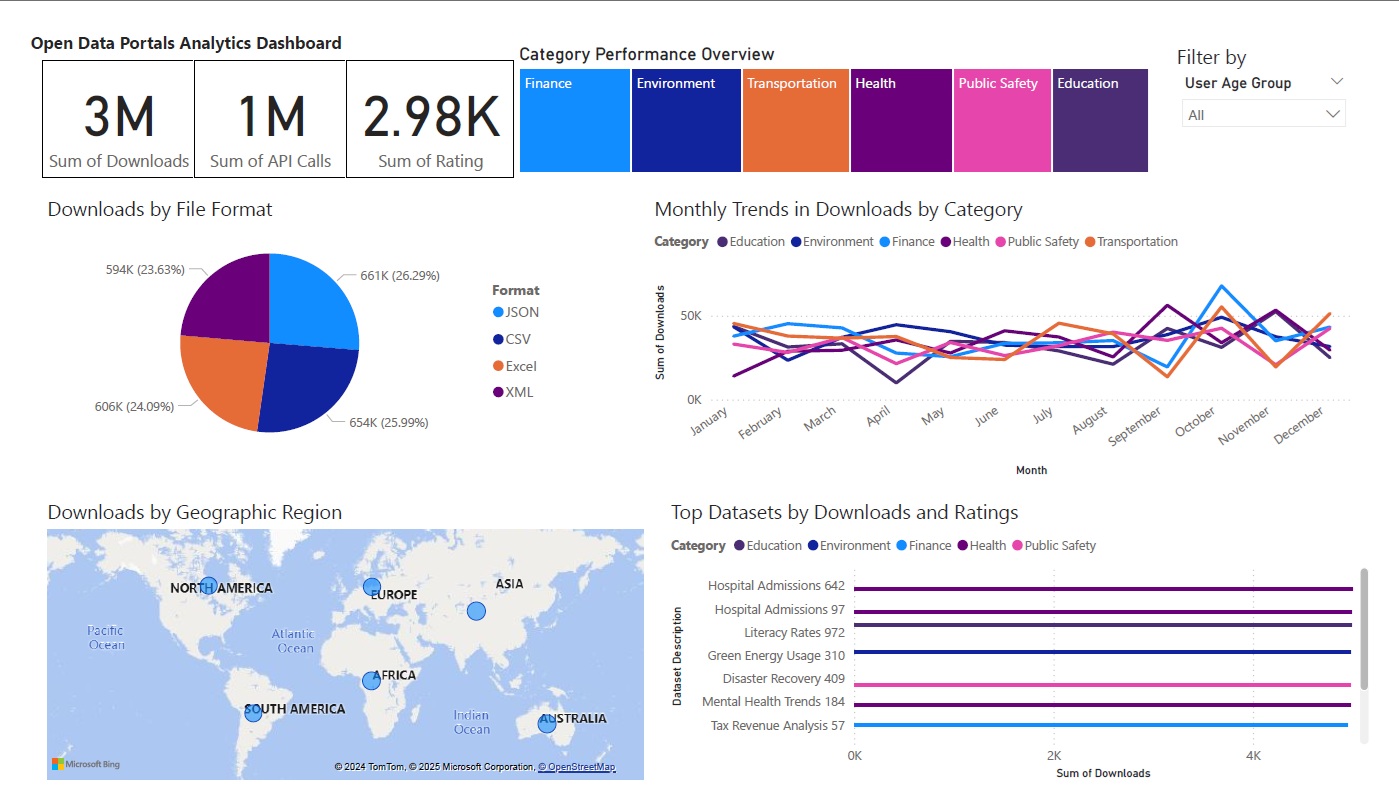 Open Data Portals Analytics Dashboard
3M
Sum of Downloads
1M
Sum of API Calls
2.98K
Sum of Rating
Category Performance Overview
Finance
Environment
Transportation
Health
Public Safety
Education
Filter by
User Age Group
All
Downloads by File Format
594K (23.63%)
661K (26.29%)
606K (24.09%)
654K (25.99%)
Format
JSON
CSV
Excel
XML
Monthly Trends in Downloads by Category
Category Education Environment Finance Health Public Safety Transportation
Sum of Downloads
50K
0K
January
February
March
April
May
June
July
August
September
October
November
December
Month
Downloads by Geographic Region
NORTH AMERICA
EUROPE
ASIA
Pacific
Ocean
Atlantic
Ocean
AFRICA
SOUTH AMERICA
Indian
Ocean
AUSTRALIA
Microsoft Bing
© 2024 TomTom, © 2025 Microsoft Corporation, © OpenStreetMap
Top Datasets by Downloads and Ratings
Category Education Environment Finance Health Public Safety
Dataset Description
Hospital Admissions 642
Hospital Admissions 97
Literacy Rates 972
Green Energy Usage 310
Disaster Recovery 409
Mental Health Trends 184
Tax Revenue Analysis 57
0K
2K
4K
Sum of Downloads